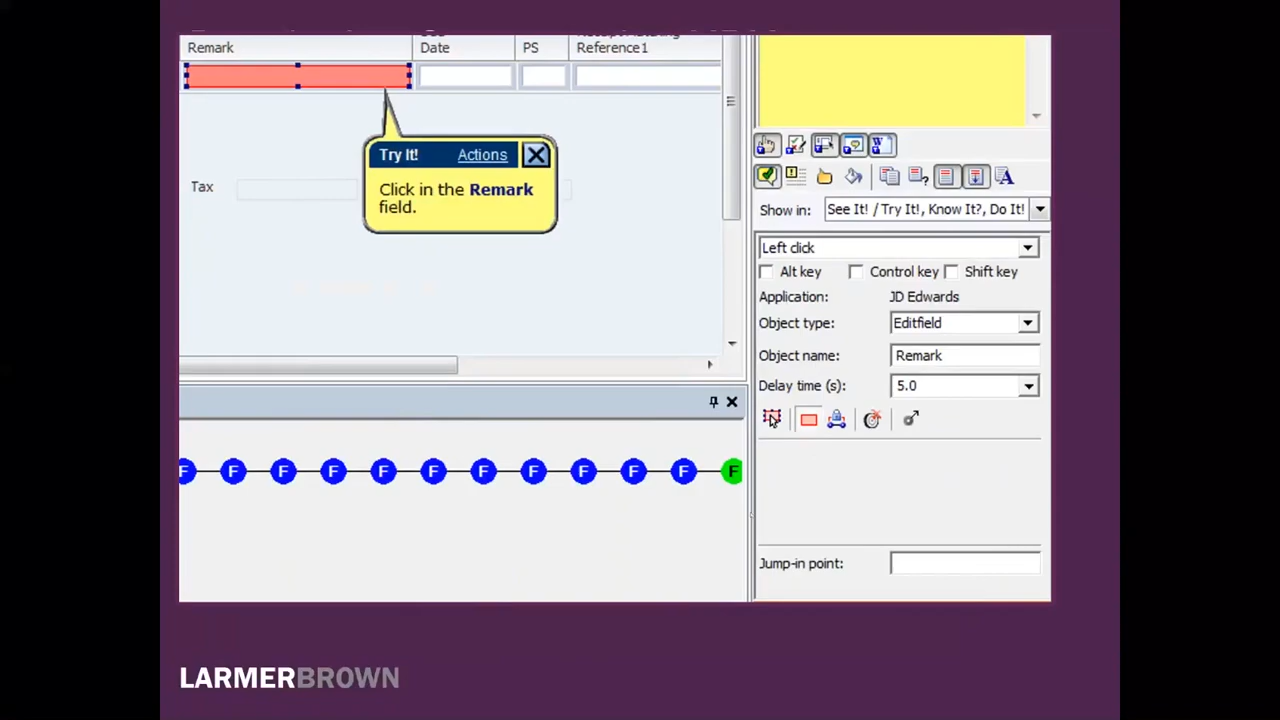 Remark
Date
PS
Reference1
Try It!
Actions
Click in the Remark
field.
Tax
Show in:
See It! / Try It!, Know It?, Do It!
Left click
Alt key
Control key
Shift key
Application:
JD Edwards
Object type:
Editfield
Object name:
Remark
Delay time (s):
5.0
F F F F F F F F F F F F
Jump-in point:
LARMERBROWN